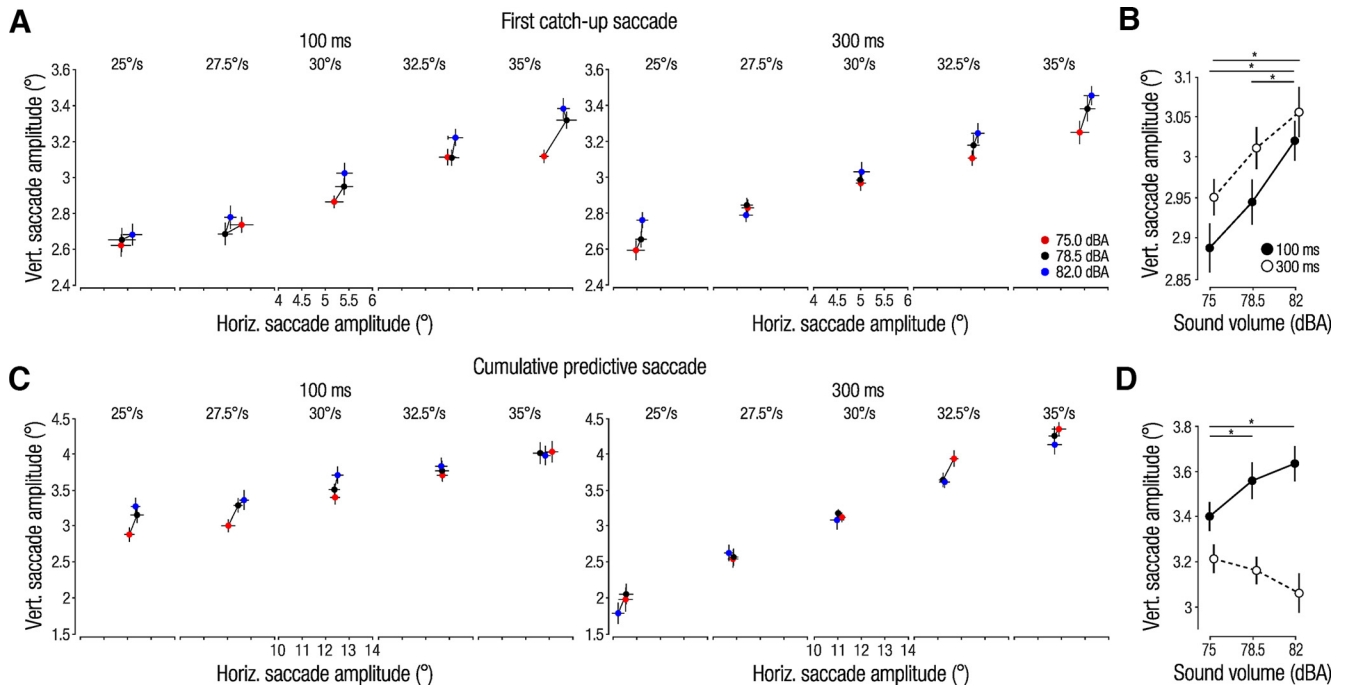 A
First catch-up saccade
100 ms
300 ms
25°/s 27.5°/s 30°/s 32.5°/s 35°/s
25°/s 27.5°/s 30°/s 32.5°/s 35°/s
Vert. saccade amplitude (°)
3.6
3.4
3.2
3
2.8
2.6
2.4
4 4.5 5 5.5 6
Horiz. saccade amplitude (°)
3.6
3.4
3.2
3
2.8
2.6
2.4
75.0 dBA
78.5 dBA
82.0 dBA
4 4.5 5 5.5 6
Horiz. saccade amplitude (°)
B
* 
*
*
Vert. saccade amplitude (°)
3.1
3.05
3
2.95
2.9
2.85
100 ms
300 ms
75 78.5 82
Sound volume (dBA)
C
Cumulative predictive saccade
100 ms
300 ms
25°/s 27.5°/s 30°/s 32.5°/s 35°/s
25°/s 27.5°/s 30°/s 32.5°/s 35°/s
Vert. saccade amplitude (°)
4.5
4
3.5
3
2.5
2
1.5
10 11 12 13 14
Horiz. saccade amplitude (°)
4.5
4
3.5
3
2.5
2
1.5
10 11 12 13 14
Horiz. saccade amplitude (°)
D
*
*
Vert. saccade amplitude (°)
3.8
3.6
3.4
3.2
3
75 78.5 82
Sound volume (dBA)